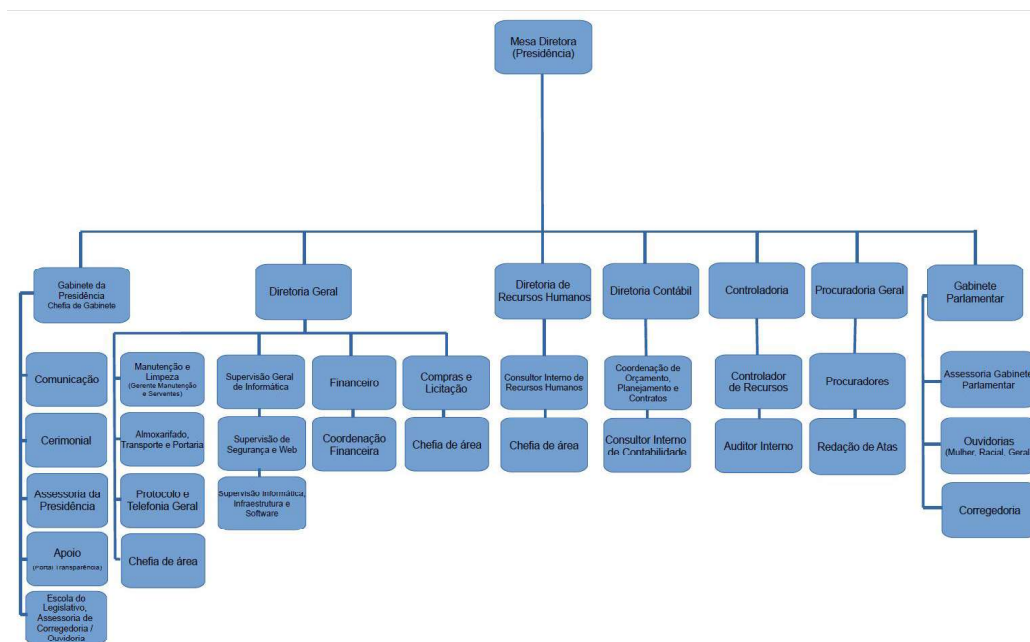 Mesa Diretora
(Presidência)
Gabinete da
Presidência
Chefia de Gabinete
Diretoria Geral
Diretoria de
Recursos Humanos
Diretoria Contábil
Controladoria
Procuradoria Geral
Gabinete
Parlamentar
Comunicação
Manutenção e
Limpeza
(Gerente Manutenção
e Serventes)
Supervisão Geral
de Informática
Financeiro
Compras e
Licitação
Consultor Interno de
Recursos Humanos
Coordenação de
Orçamento,
Planejamento e
Contratos
Controlador
de Recursos
Procuradores
Assessoria Gabinete
Parlamentar
Cerimonial
Almoxarifado,
Transporte e Portaria
Supervisão de
Segurança e Web
Coordenação
Financeira
Chefia de área
Chefia de área
Consultor Interno
de Contabilidade
Auditor Interno
Redação de Atas
Ouvidorias
(Mulher, Racial, Geral)
Assessoria da
Presidência
Protocolo e
Telefonia Geral
Supervisão Informática,
Infraestrutura e
Software
Corregedoria
Apoio
(Portal Transparência)
Chefia de área
Escola do
Legislativo,
Assessoria de
Corregedoria /
Ouvidoria